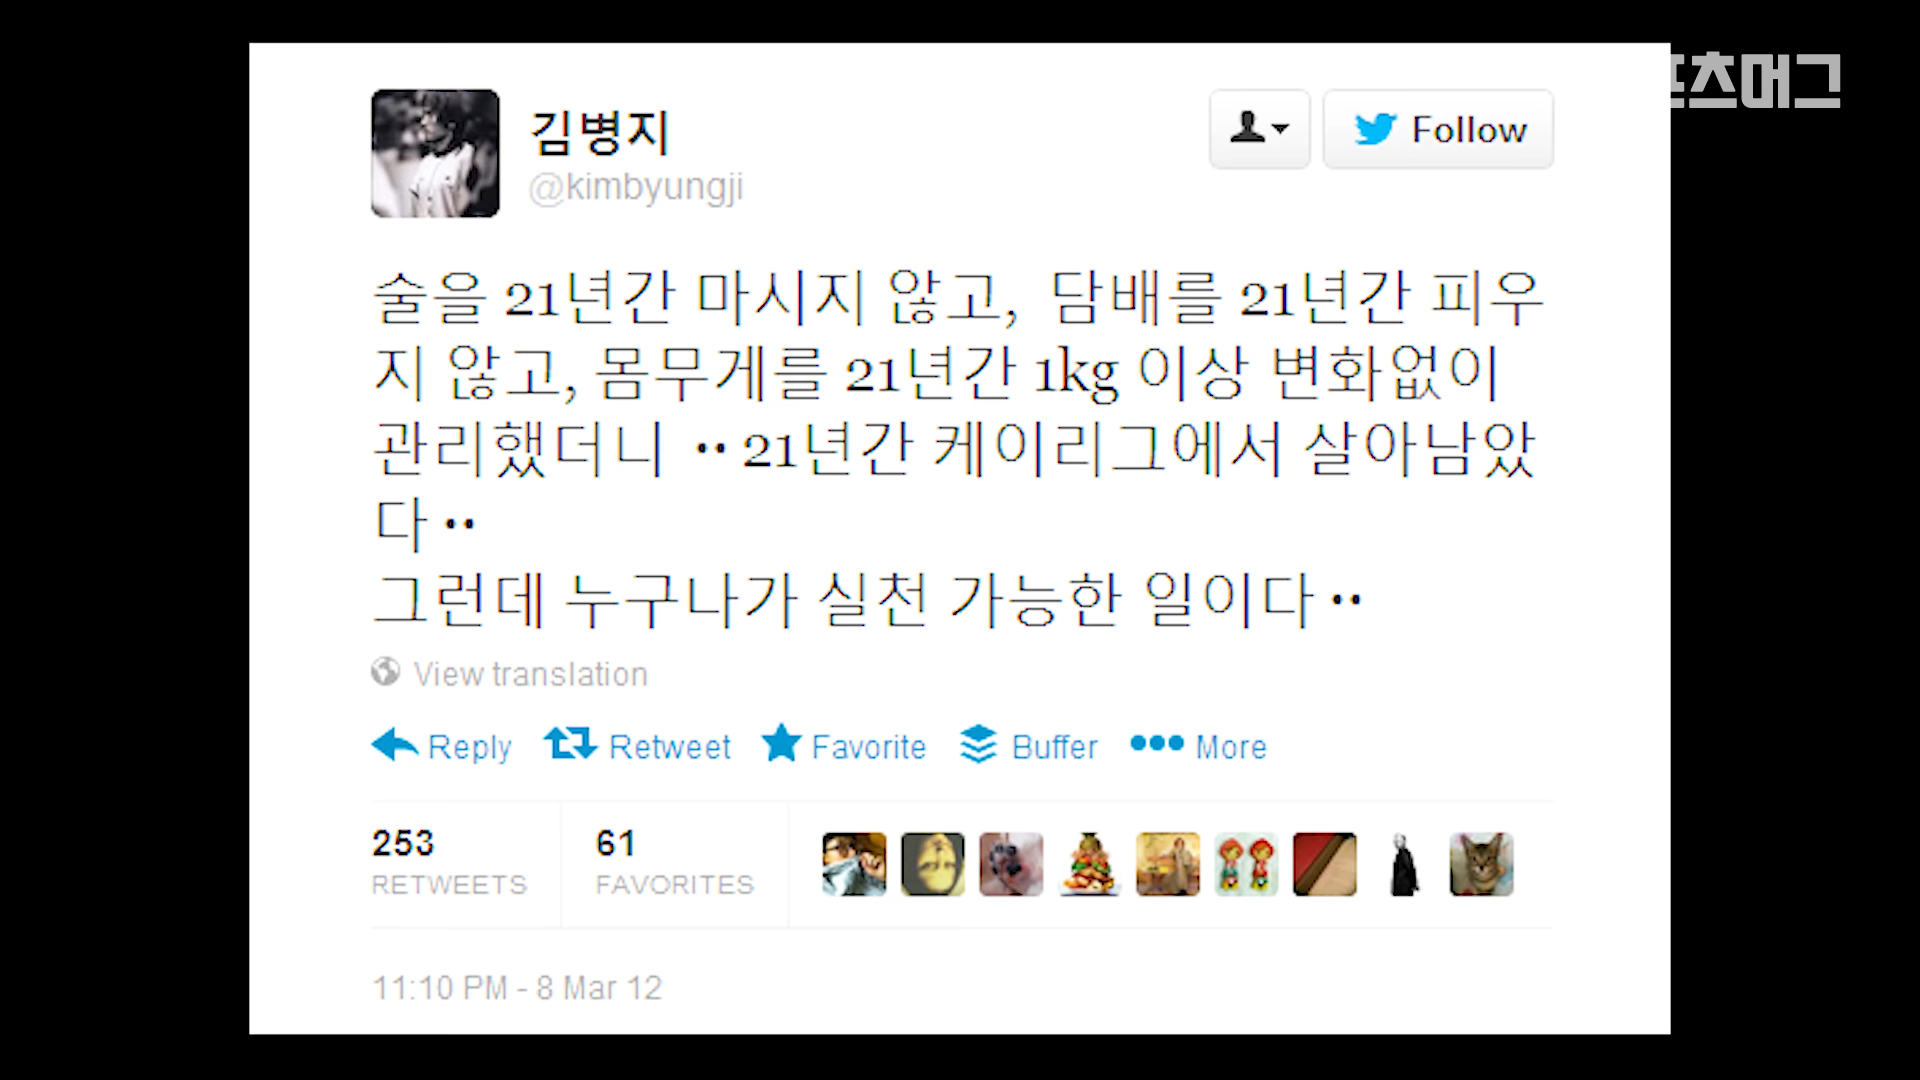 츠머그
김병지
@kimbyungji
Follow
술을 21년간 마시지 않고, 담배를 21년간 피우
지 않고, 몸무게를 21년간 1kg 이상 변화없이
관리했더니 ··21년간 케이리그에서 살아남았
다··
그런데 누구나가 실천 가능한 일이다··
View translation
Reply Retweet Favorite Buffer More
253 61
RETWEETS FAVORITES
11:10 PM - 8 Mar 12